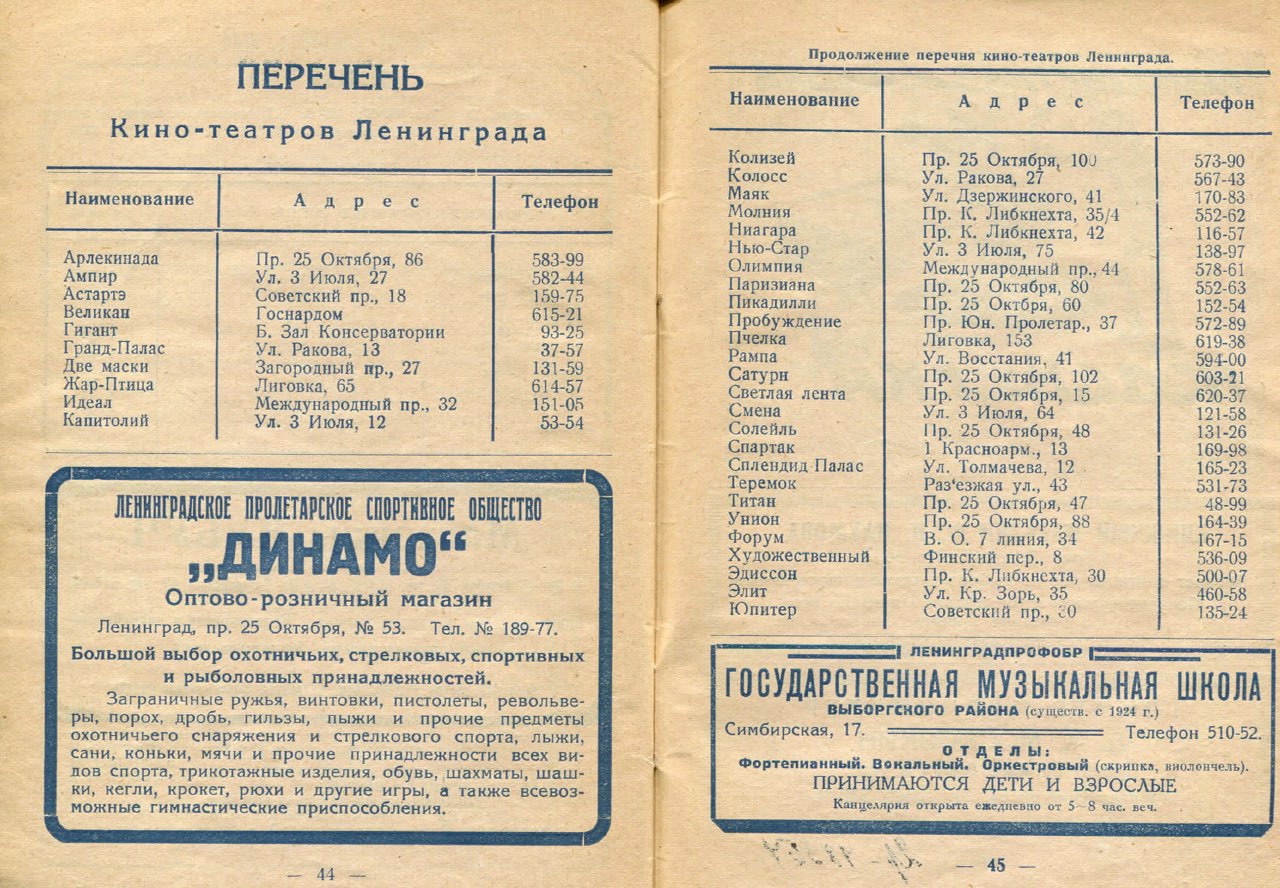 ПЕРЕЧЕНЬ
Кино-театров Ленинграда
Наименование Адрес Телефон
Арлекинада Пр. 25 Октября, 86 583-99
Ампир Ул. 3 Июля, 27 582-44
Астартэ Советский пр., 18 159-75
Великан Госнардом 615-21
Гигант Б. Зал Консерватории 93-25
Гранд-Палас Ул. Ракова, 13 37-57
Две маски Загородный пр., 27 131-59
Жар-Птица Лиговка, 65 614-57
Идеал Международный пр., 32 151-05
Капитолий Ул. 3 Июля, 12 53-54
ЛЕНИНГРАДСКОЕ ПРОЛЕТАРСКОЕ СПОРТИВНОЕ ОБЩЕСТВО
„ДИНАМО“
Оптово-розничный магазин
Ленинград, пр. 25 Октября, № 53. Тел. № 189-77.
Большой выбор охотничьих, стрелковых, спортивных
и рыболовных принадлежностей.
Заграничные ружья, винтовки, пистолеты, револьве-
ры, порох, дробь, гильзы, пыжи и прочие предметы
охотничьего снаряжения и стрелкового спорта, лыжи,
сани, коньки, мячи и прочие принадлежности всех ви-
дов спорта, трикотажные изделия, обувь, шахматы, шаш-
ки, кегли, крокет, рюхи и другие игры, а также всевоз-
можные гимнастические приспособления.
— 44 —
Продолжение перечня кино-театров Ленинграда.
Наименование Адрес Телефон
Колизей Пр. 25 Октября, 100 573-90
Колосс Ул. Ракова, 27 567-43
Маяк Ул. Дзержинского, 41 170-83
Молния Пр. К. Либкнехта, 35/4 552-62
Ниагара Пр. К. Либкнехта, 42 116-57
Нью-Стар Ул. 3 Июля, 75 138-97
Олимпия Международный пр., 44 578-61
Паризиана Пр. 25 Октября, 80 552-63
Пикадилли Пр. 25 Октбря, 60 152-54
Пробуждение Пр. Юн. Пролетар., 37 572-89
Пчелка Лиговка, 153 619-38
Рампа Ул. Восстания, 41 594-00
Сатурн Пр. 25 Октября, 102 603-21
Светлая лента Пр. 25 Октября, 15 620-37
Смена Ул. 3 Июля, 64 121-58
Солейль Пр. 25 Октября, 48 131-26
Спартак 1 Красноарм., 13 169-98
Сплендид Палас Ул. Толмачева, 12 165-23
Теремок Раз'езжая ул., 43 531-73
Титан Пр. 25 Октября, 47 48-99
Унион Пр. 25 Октября, 88 164-39
Форум В. О. 7 линия, 34 167-15
Художественный Финский пер., 8 536-09
Эдиссон Пр. К. Либкнехта, 30 500-07
Элит Ул. Кр. Зорь, 35 460-58
Юпитер Советский пр., 135-24
ЛЕНИНГРАДПРОФОБР
ГОСУДАРСТВЕННАЯ МУЗЫКАЛЬНАЯ ШКОЛА
ВЫБОРГСКОГО РАЙОНА (существ. с 1924 г.)
Симбирская, 17. Телефон 510-52.
ОТДЕЛЫ:
Фортепианный. Вокальный. Оркестровый (скрипка, виолончель).
ПРИНИМАЮТСЯ ДЕТИ И ВЗРОСЛЫЕ
Канцелярия открыта ежедневно от 5—8 час. веч.
— 45 —